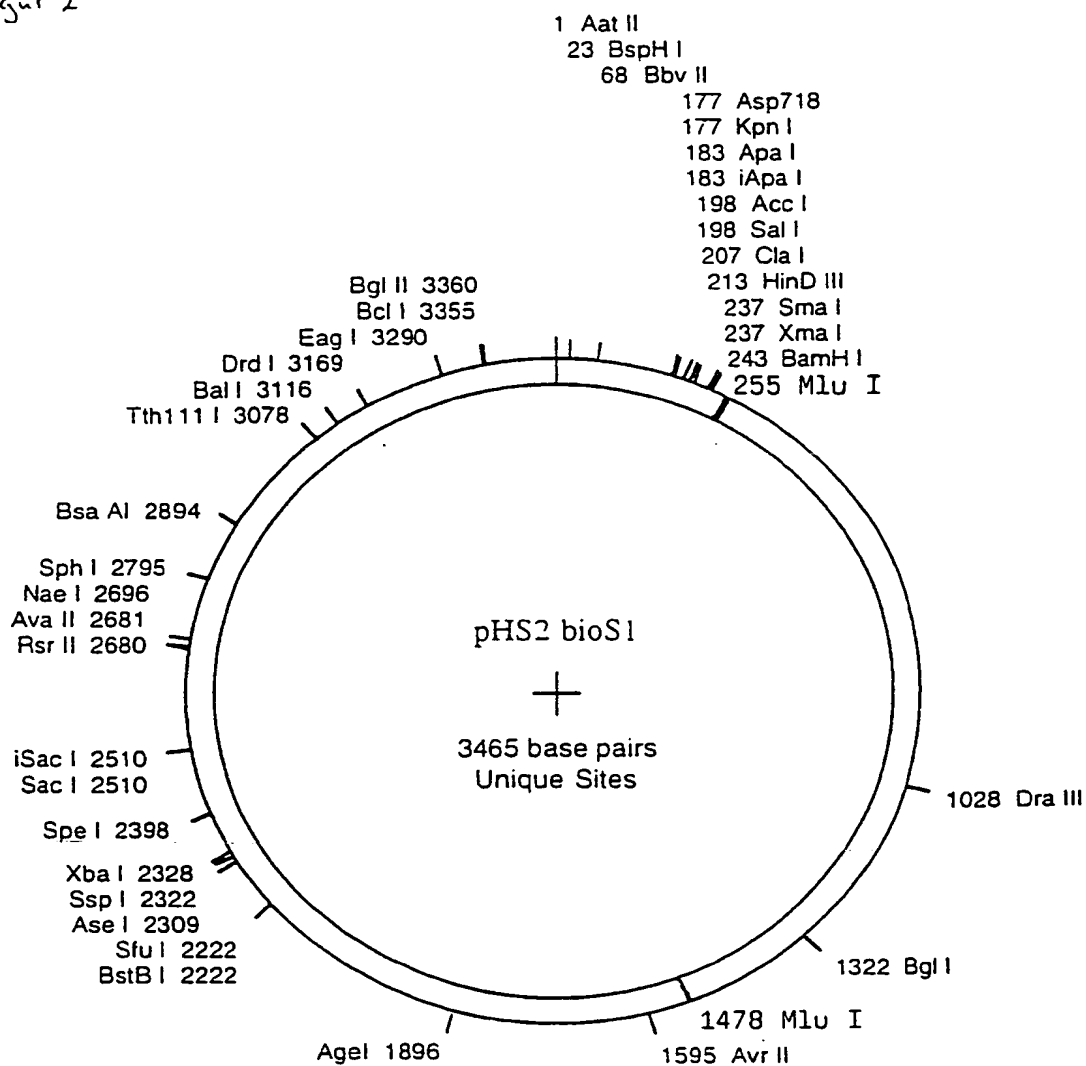 1 Aat II
23 BspH I
68 Bbv II
177 Asp718
177 Kpn I
183 Apa I
183 iApa I
198 Acc I
198 Sal I
207 Cla I
213 HinD III
237 Sma I
237 Xma I
243 BamH I
255 Mlu I
Bgl II 3360
Bcl I 3355
Eag I 3290
Drd I 3169
Bal I 3116
Tth111 I 3078
Bsa AI 2894
Sph I 2795
Nae I 2696
Ava II 2681
Rsr II 2680
pHS2 bioS1
3465 base pairs
Unique Sites
iSac I 2510
Sac I 2510
Spe I 2398
Xba I 2328
Ssp I 2322
Ase I 2309
Sfu I 2222
BstB I 2222
AgeI 1896
1028 Dra III
1322 Bgl I
1478 Mlu I
1595 Avr II